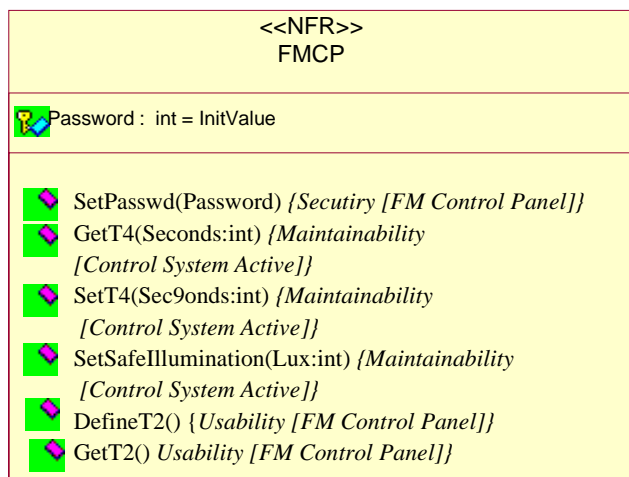 <<NFR>>
FMCP
Password : int = InitValue
SetPasswd(Password) {Secutiry [FM Control Panel]}
GetT4(Seconds:int) {Maintainability
[Control System Active]}
SetT4(Sec9onds:int) {Maintainability
[Control System Active]}
SetSafeIllumination(Lux:int) {Maintainability
[Control System Active]}
DefineT2() {Usability [FM Control Panel]}
GetT2() Usability [FM Control Panel]}